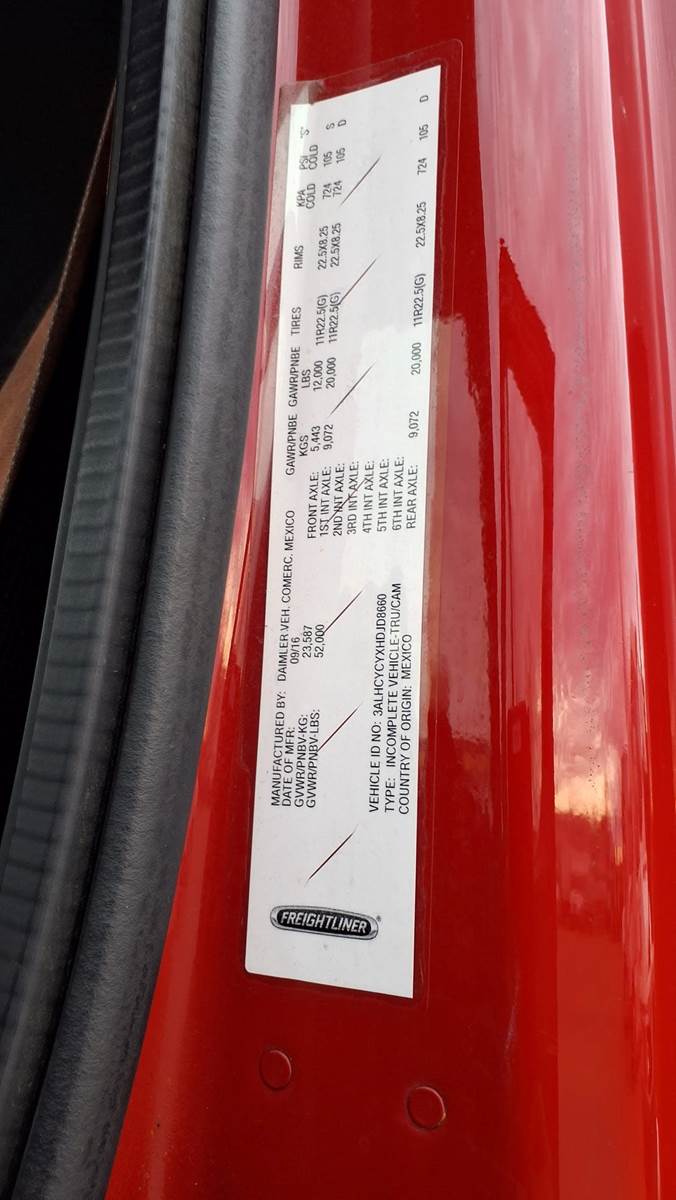 FREIGHTLINER®
MANUFACTURED BY: DAIMLER VEH. COMERC. MEXICO
DATE OF MFR: 09/16
GVWR/PNBV-KG: 23,587
GVWR/PNBV-LBS: 52,000
VEHICLE ID NO: 3ALHCYCYXHDJD8660
TYPE: INCOMPLETE VEHICLE-TRU/CAM
COUNTRY OF ORIGIN: MEXICO
GAWR/PNBE GAWR/PNBE TIRES RIMS KPA PSI
KGS LBS COLD COLD
FRONT AXLE: 5,443 12,000 11R22.5(G) 22.5X8.25 724 105 S
1ST INT AXLE: 9,072 20,000 11R22.5(G) 22.5X8.25 724 105 D
2ND INT AXLE:
3RD INT AXLE:
4TH INT AXLE:
5TH INT AXLE:
6TH INT AXLE:
REAR AXLE: 9,072 20,000 11R22.5(G) 22.5X8.25 724 105 D